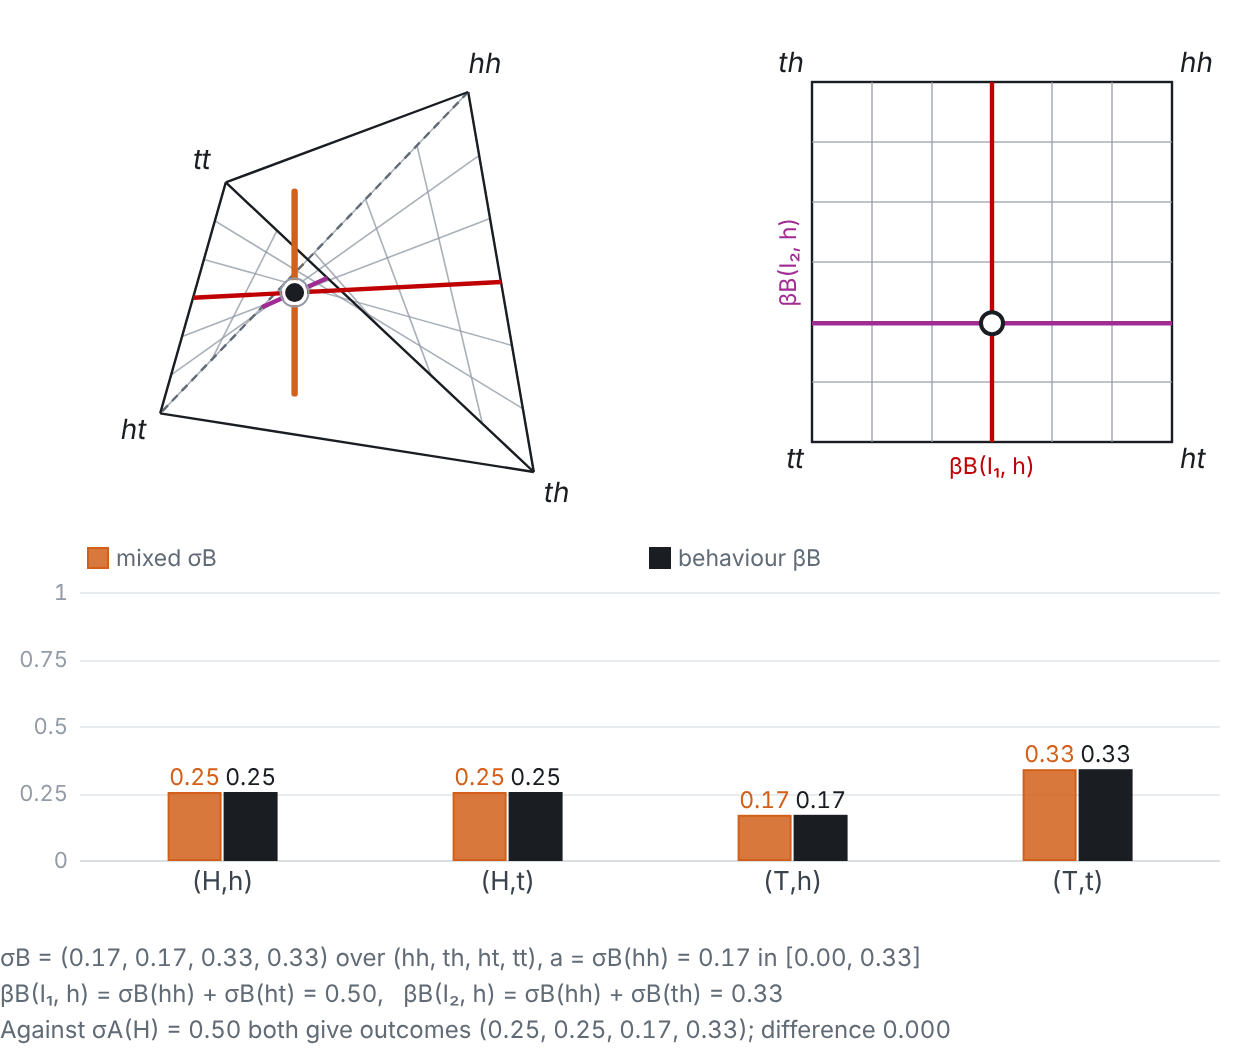 hh
tt
ht
th
th
hh
βB(I₂, h)
tt
ht
βB(I₁, h)
mixed σB
behaviour βB
1
0.75
0.5
0.25
0
0.25 0.25
0.25 0.25
0.17 0.17
0.33 0.33
(H,h)
(H,t)
(T,h)
(T,t)
σB = (0.17, 0.17, 0.33, 0.33) over (hh, th, ht, tt), a = σB(hh) = 0.17 in [0.00, 0.33]
βB(I₁, h) = σB(hh) + σB(ht) = 0.50, βB(I₂, h) = σB(hh) + σB(th) = 0.33
Against σA(H) = 0.50 both give outcomes (0.25, 0.25, 0.17, 0.33); difference 0.000